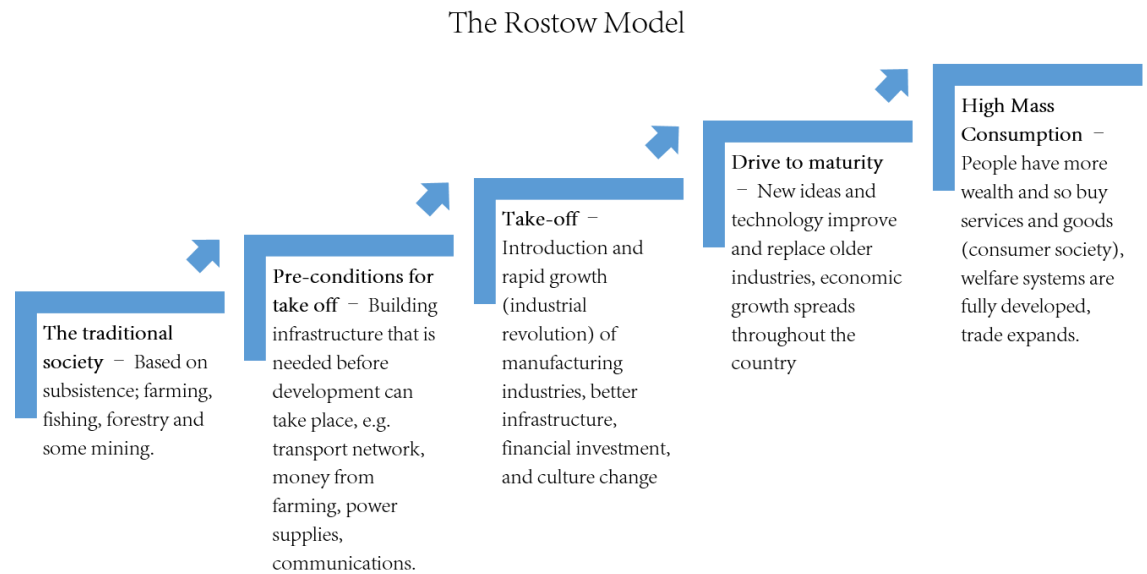 The Rostow Model
The traditional
society – Based on
subsistence; farming,
fishing, forestry and
some mining.
Pre-conditions for
take off – Building
infrastructure that is
needed before
development can
take place, e.g.
transport network,
money from
farming, power
supplies,
communications.
Take-off –
Introduction and
rapid growth
(industrial
revolution) of
manufacturing
industries, better
infrastructure,
financial investment,
and culture change
Drive to maturity
– New ideas and
technology improve
and replace older
industries, economic
growth spreads
throughout the
country
High Mass
Consumption –
People have more
wealth and so buy
services and goods
(consumer society),
welfare systems are
fully developed,
trade expands.